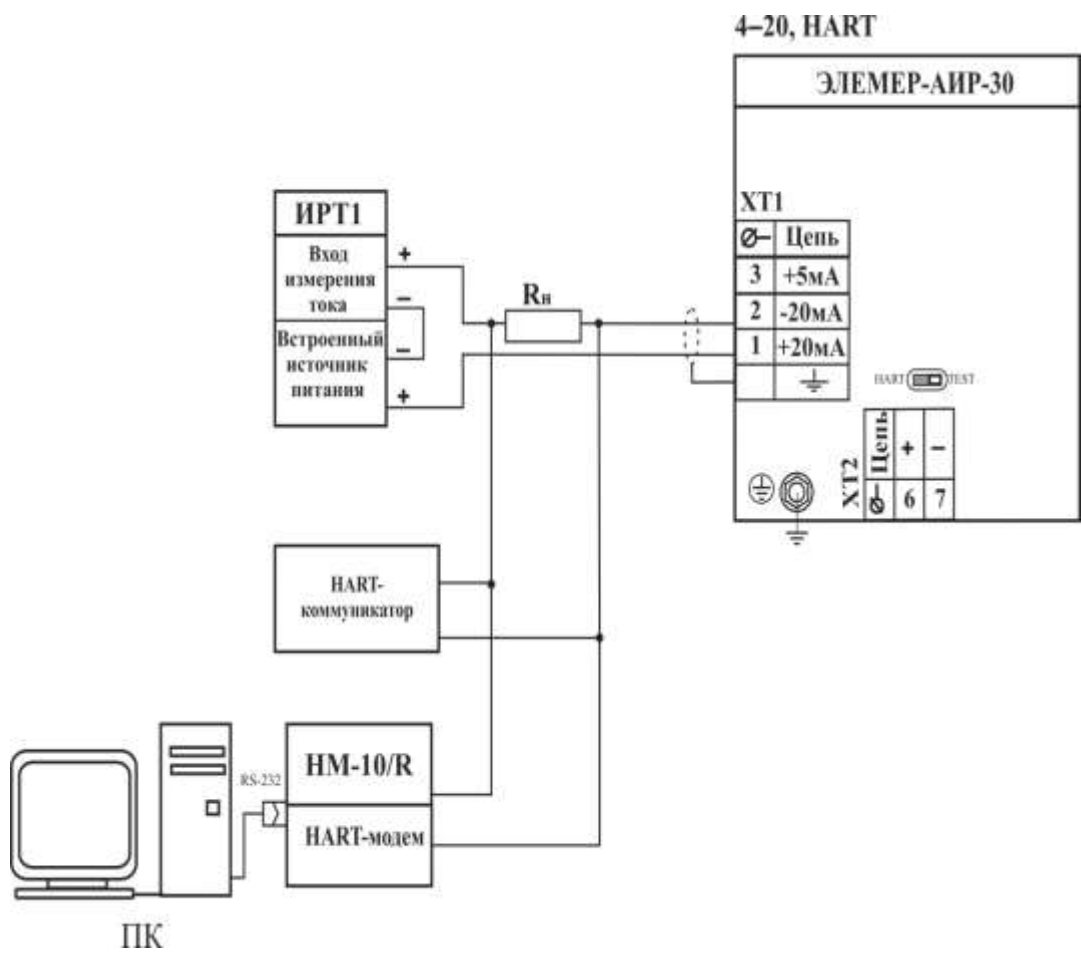 4–20, HART
ЭЛЕМЕР-АИР-30
ИРТ1
Вход
измерения
тока
+
–
Встроенный
источник
питания
–
+
Rн
XT1
Цепь
3 +5мА
2 -20мА
1 +20мА
HART TEST
XT2
Цепь + –
6 7
HART-
коммуникатор
RS-232
HM-10/R
HART-модем
ПК